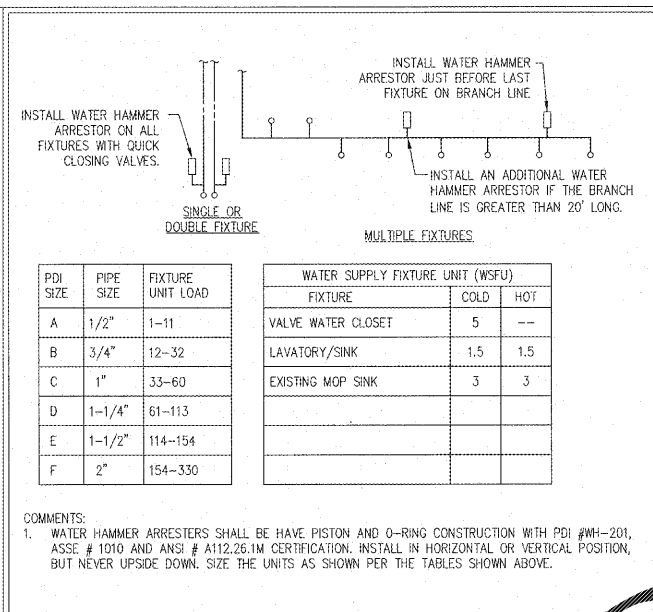 INSTALL WATER HAMMER
ARRESTOR JUST BEFORE LAST
FIXTURE ON BRANCH LINE
INSTALL WATER HAMMER
ARRESTOR ON ALL
FIXTURES WITH QUICK
CLOSING VALVES.
INSTALL AN ADDITIONAL WATER
HAMMER ARRESTOR IF THE BRANCH
LINE IS GREATER THAN 20' LONG.
SINGLE OR
DOUBLE FIXTURE
MULTIPLE FIXTURES
PDI SIZE PIPE SIZE FIXTURE UNIT LOAD
A 1/2" 1-11
B 3/4" 12-32
C 1" 33-60
D 1-1/4" 61-113
E 1-1/2" 114-154
F 2" 154-330
WATER SUPPLY FIXTURE UNIT (WSFU)
FIXTURE COLD HOT
VALVE WATER CLOSET 5 --
LAVATORY/SINK 1.5 1.5
EXISTING MOP SINK 3 3
COMMENTS:
1. WATER HAMMER ARRESTERS SHALL BE HAVE PISTON AND O-RING CONSTRUCTION WITH PDI #WH-201,
ASSE # 1010 AND ANSI # A112.26.1M CERTIFICATION. INSTALL IN HORIZONTAL OR VERTICAL POSITION,
BUT NEVER UPSIDE DOWN. SIZE THE UNITS AS SHOWN PER THE TABLES SHOWN ABOVE.